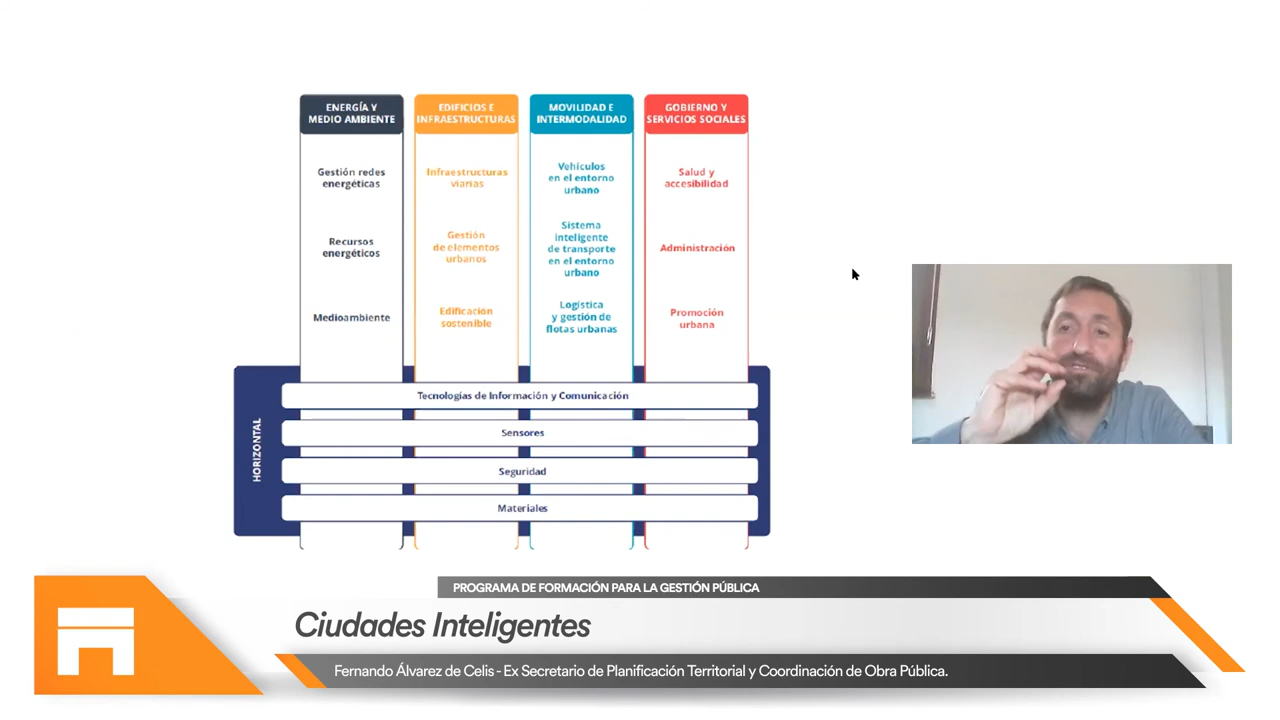 ENERGÍA Y
MEDIO AMBIENTE
Gestión redes
energéticas
Recursos
energéticos
Medioambiente
EDIFICIOS E
INFRAESTRUCTURAS
Infraestructuras
viarias
Gestión
de elementos
urbanos
Edificación
sostenible
MOVILIDAD E
INTERMODALIDAD
Vehículos
en el entorno
urbano
Sistema
inteligente
de transporte
en el entorno
urbano
Logística
y gestión de
flotas urbanas
GOBIERNO Y
SERVICIOS SOCIALES
Salud y
accesibilidad
Administración
Promoción
urbana
HORIZONTAL
Tecnologías de Información y Comunicación
Sensores
Seguridad
Materiales
PROGRAMA DE FORMACIÓN PARA LA GESTIÓN PÚBLICA
Ciudades Inteligentes
Fernando Álvarez de Celis - Ex Secretario de Planificación Territorial y Coordinación de Obra Pública.